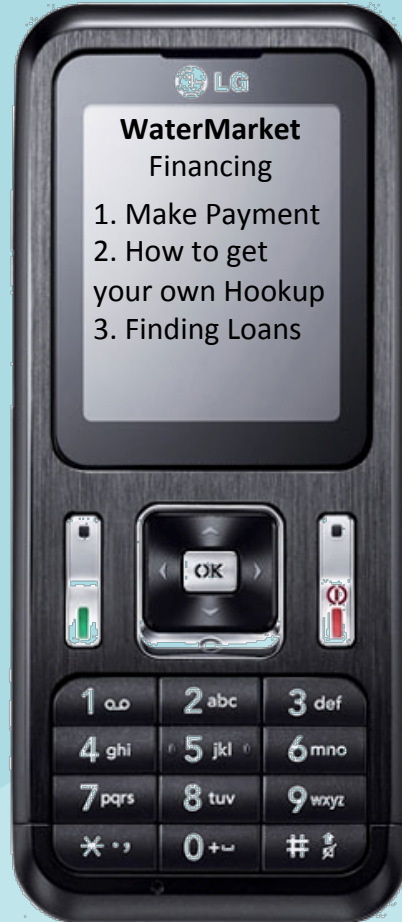 LG
WaterMarket
Financing
1. Make Payment
2. How to get
your own Hookup
3. Finding Loans
OK
1
2 abc
3 def
4 ghi
5 jkl
6 mno
7 pqrs
8 tuv
9 wxyz
* . ,
0 +
#